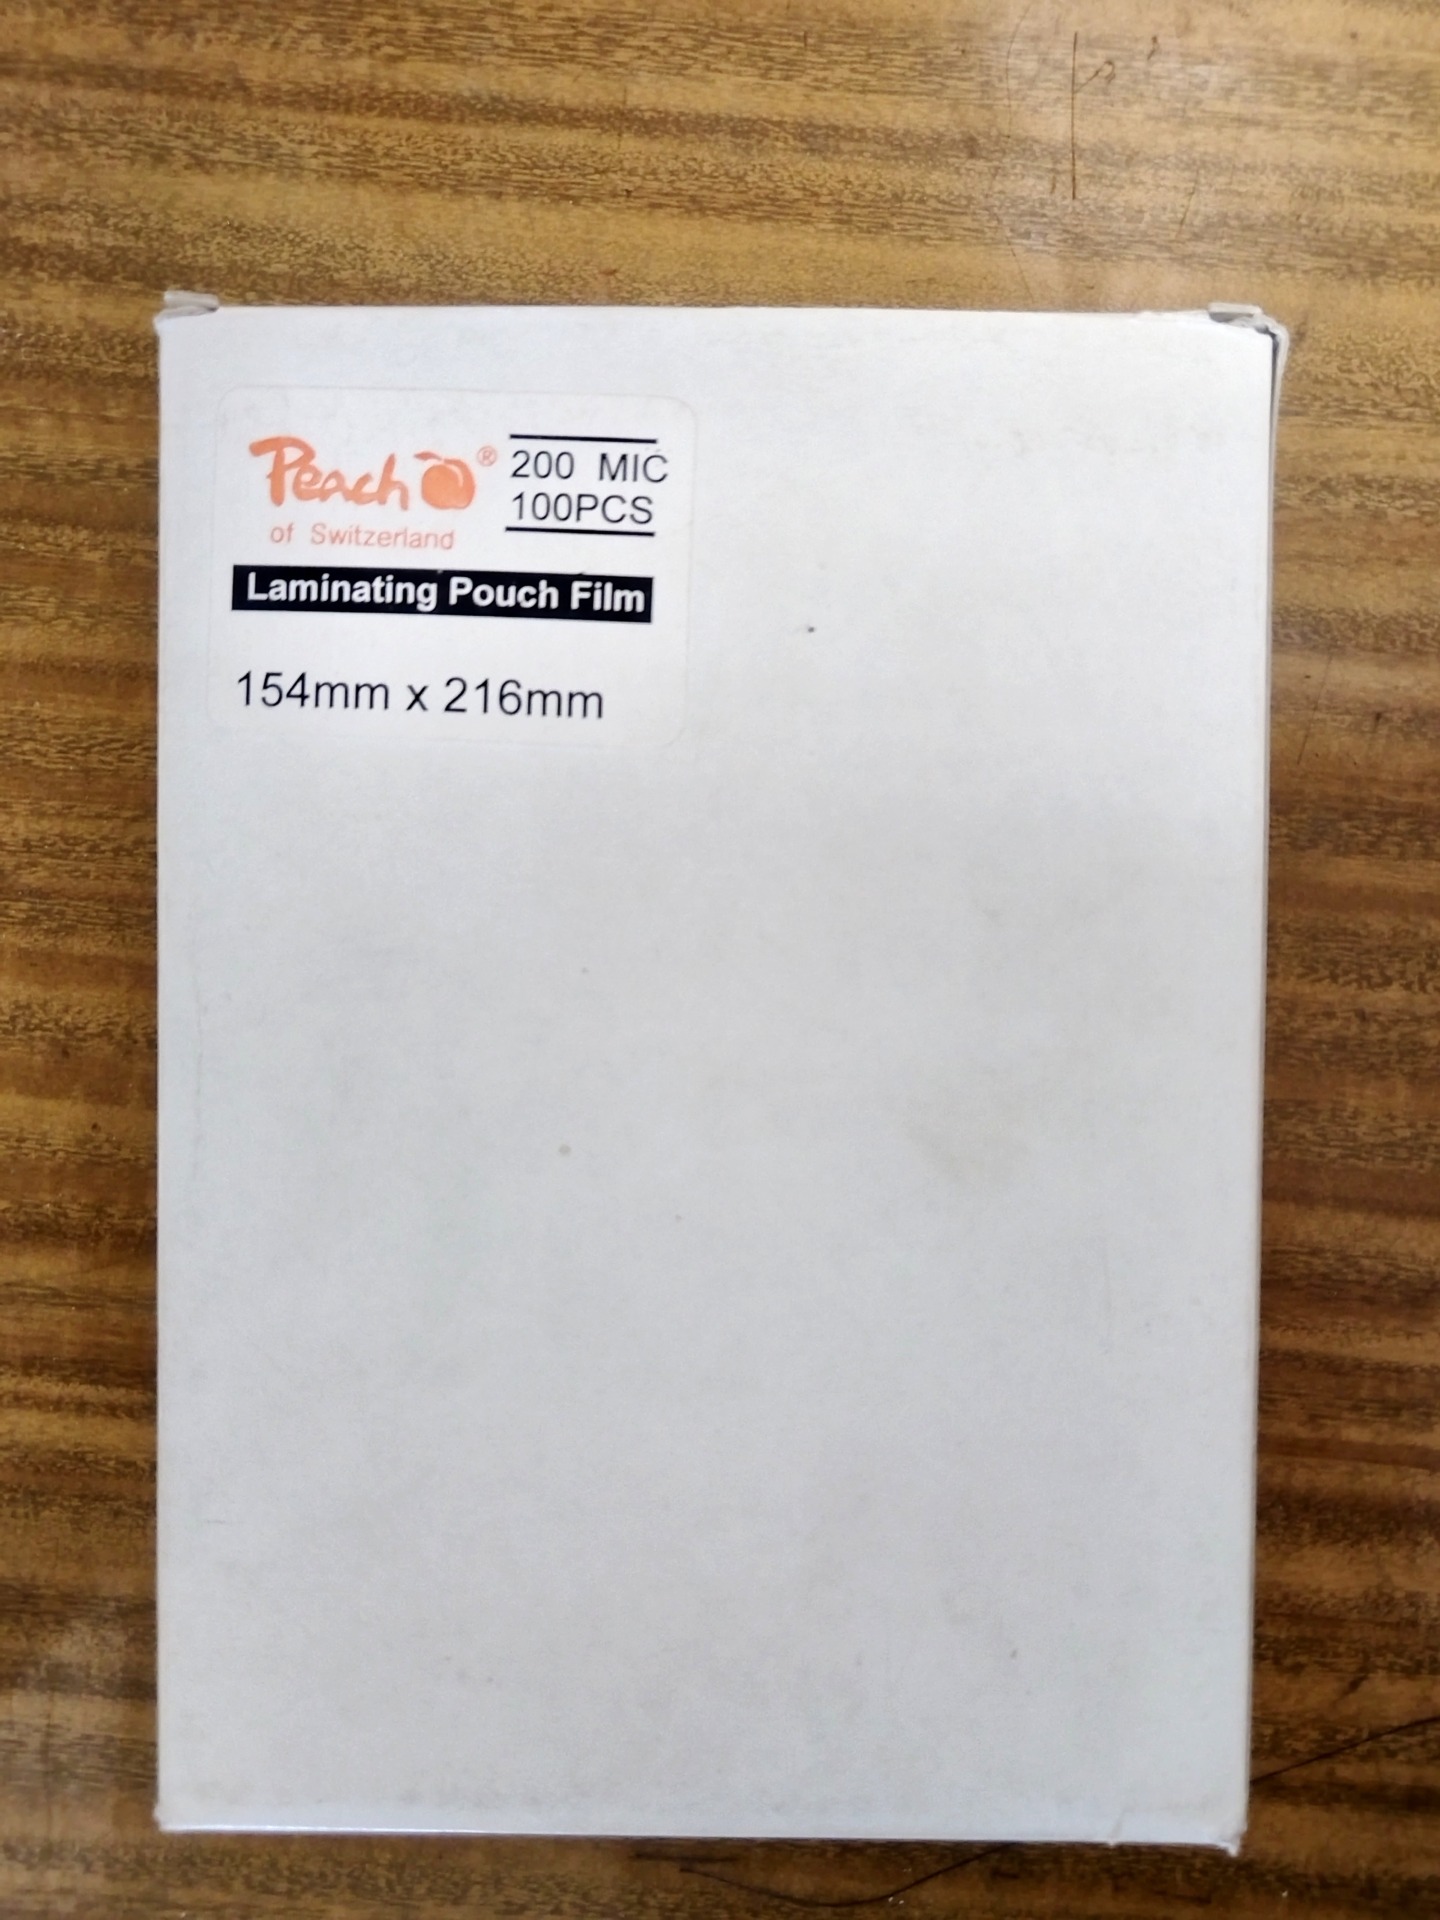 Peach®
of Switzerland
200 MIC
100PCS
Laminating Pouch Film
154mm x 216mm